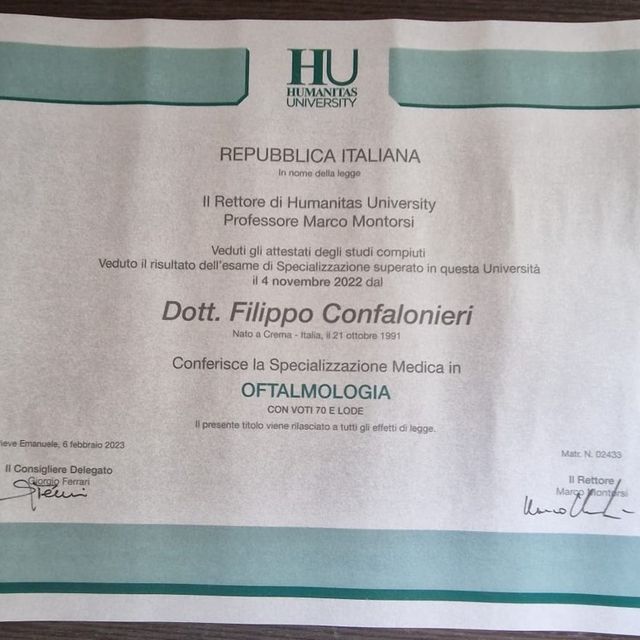 HU
HUMANITAS
UNIVERSITY
REPUBBLICA ITALIANA
In nome della legge
Il Rettore di Humanitas University
Professore Marco Montorsi
Veduti gli attestati degli studi compiuti
Veduto il risultato dell'esame di Specializzazione superato in questa Università
il 4 novembre 2022 dal
Dott. Filippo Confalonieri
Nato a Crema - Italia, il 21 ottobre 1991
Conferisce la Specializzazione Medica in
OFTALMOLOGIA
CON VOTI 70 E LODE
Il presente titolo viene rilasciato a tutti gli effetti di legge.
ieve Emanuele, 6 febbraio 2023
Matr. N. 02433
Il Consigliere Delegato
Giorgio Ferrari
Il Rettore
Marco Montorsi